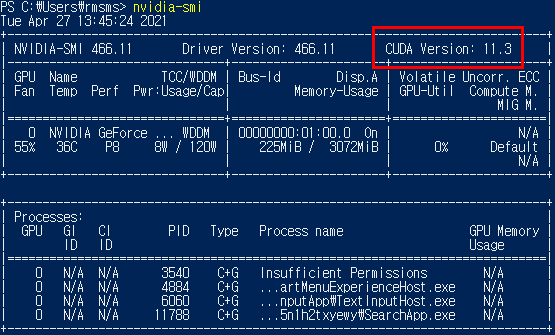 PS C:\Users\rmsms> nvidia-smi
Tue Apr 27 13:45:24 2021
NVIDIA-SMI 466.11 Driver Version: 466.11 CUDA Version: 11.3
GPU Name TCC/WDDM Bus-Id Disp.A Volatile Uncorr. ECC
Fan Temp Perf Pwr:Usage/Cap Memory-Usage GPU-Util Compute M.
MIG M.
0 NVIDIA GeForce ... WDDM 00000000:01:00.0 On N/A
55% 36C P8 8W / 120W 225MiB / 3072MiB 0% Default
N/A
Processes:
GPU GI CI PID Type Process name GPU Memory
ID ID Usage
0 N/A N/A 3540 C+G Insufficient Permissions N/A
0 N/A N/A 4884 C+G ...artMenuExperienceHost.exe N/A
0 N/A N/A 6060 C+G ...nputApp₩TextInputHost.exe N/A
0 N/A N/A 11788 C+G ...5n1h2txyewy₩SearchApp.exe N/A